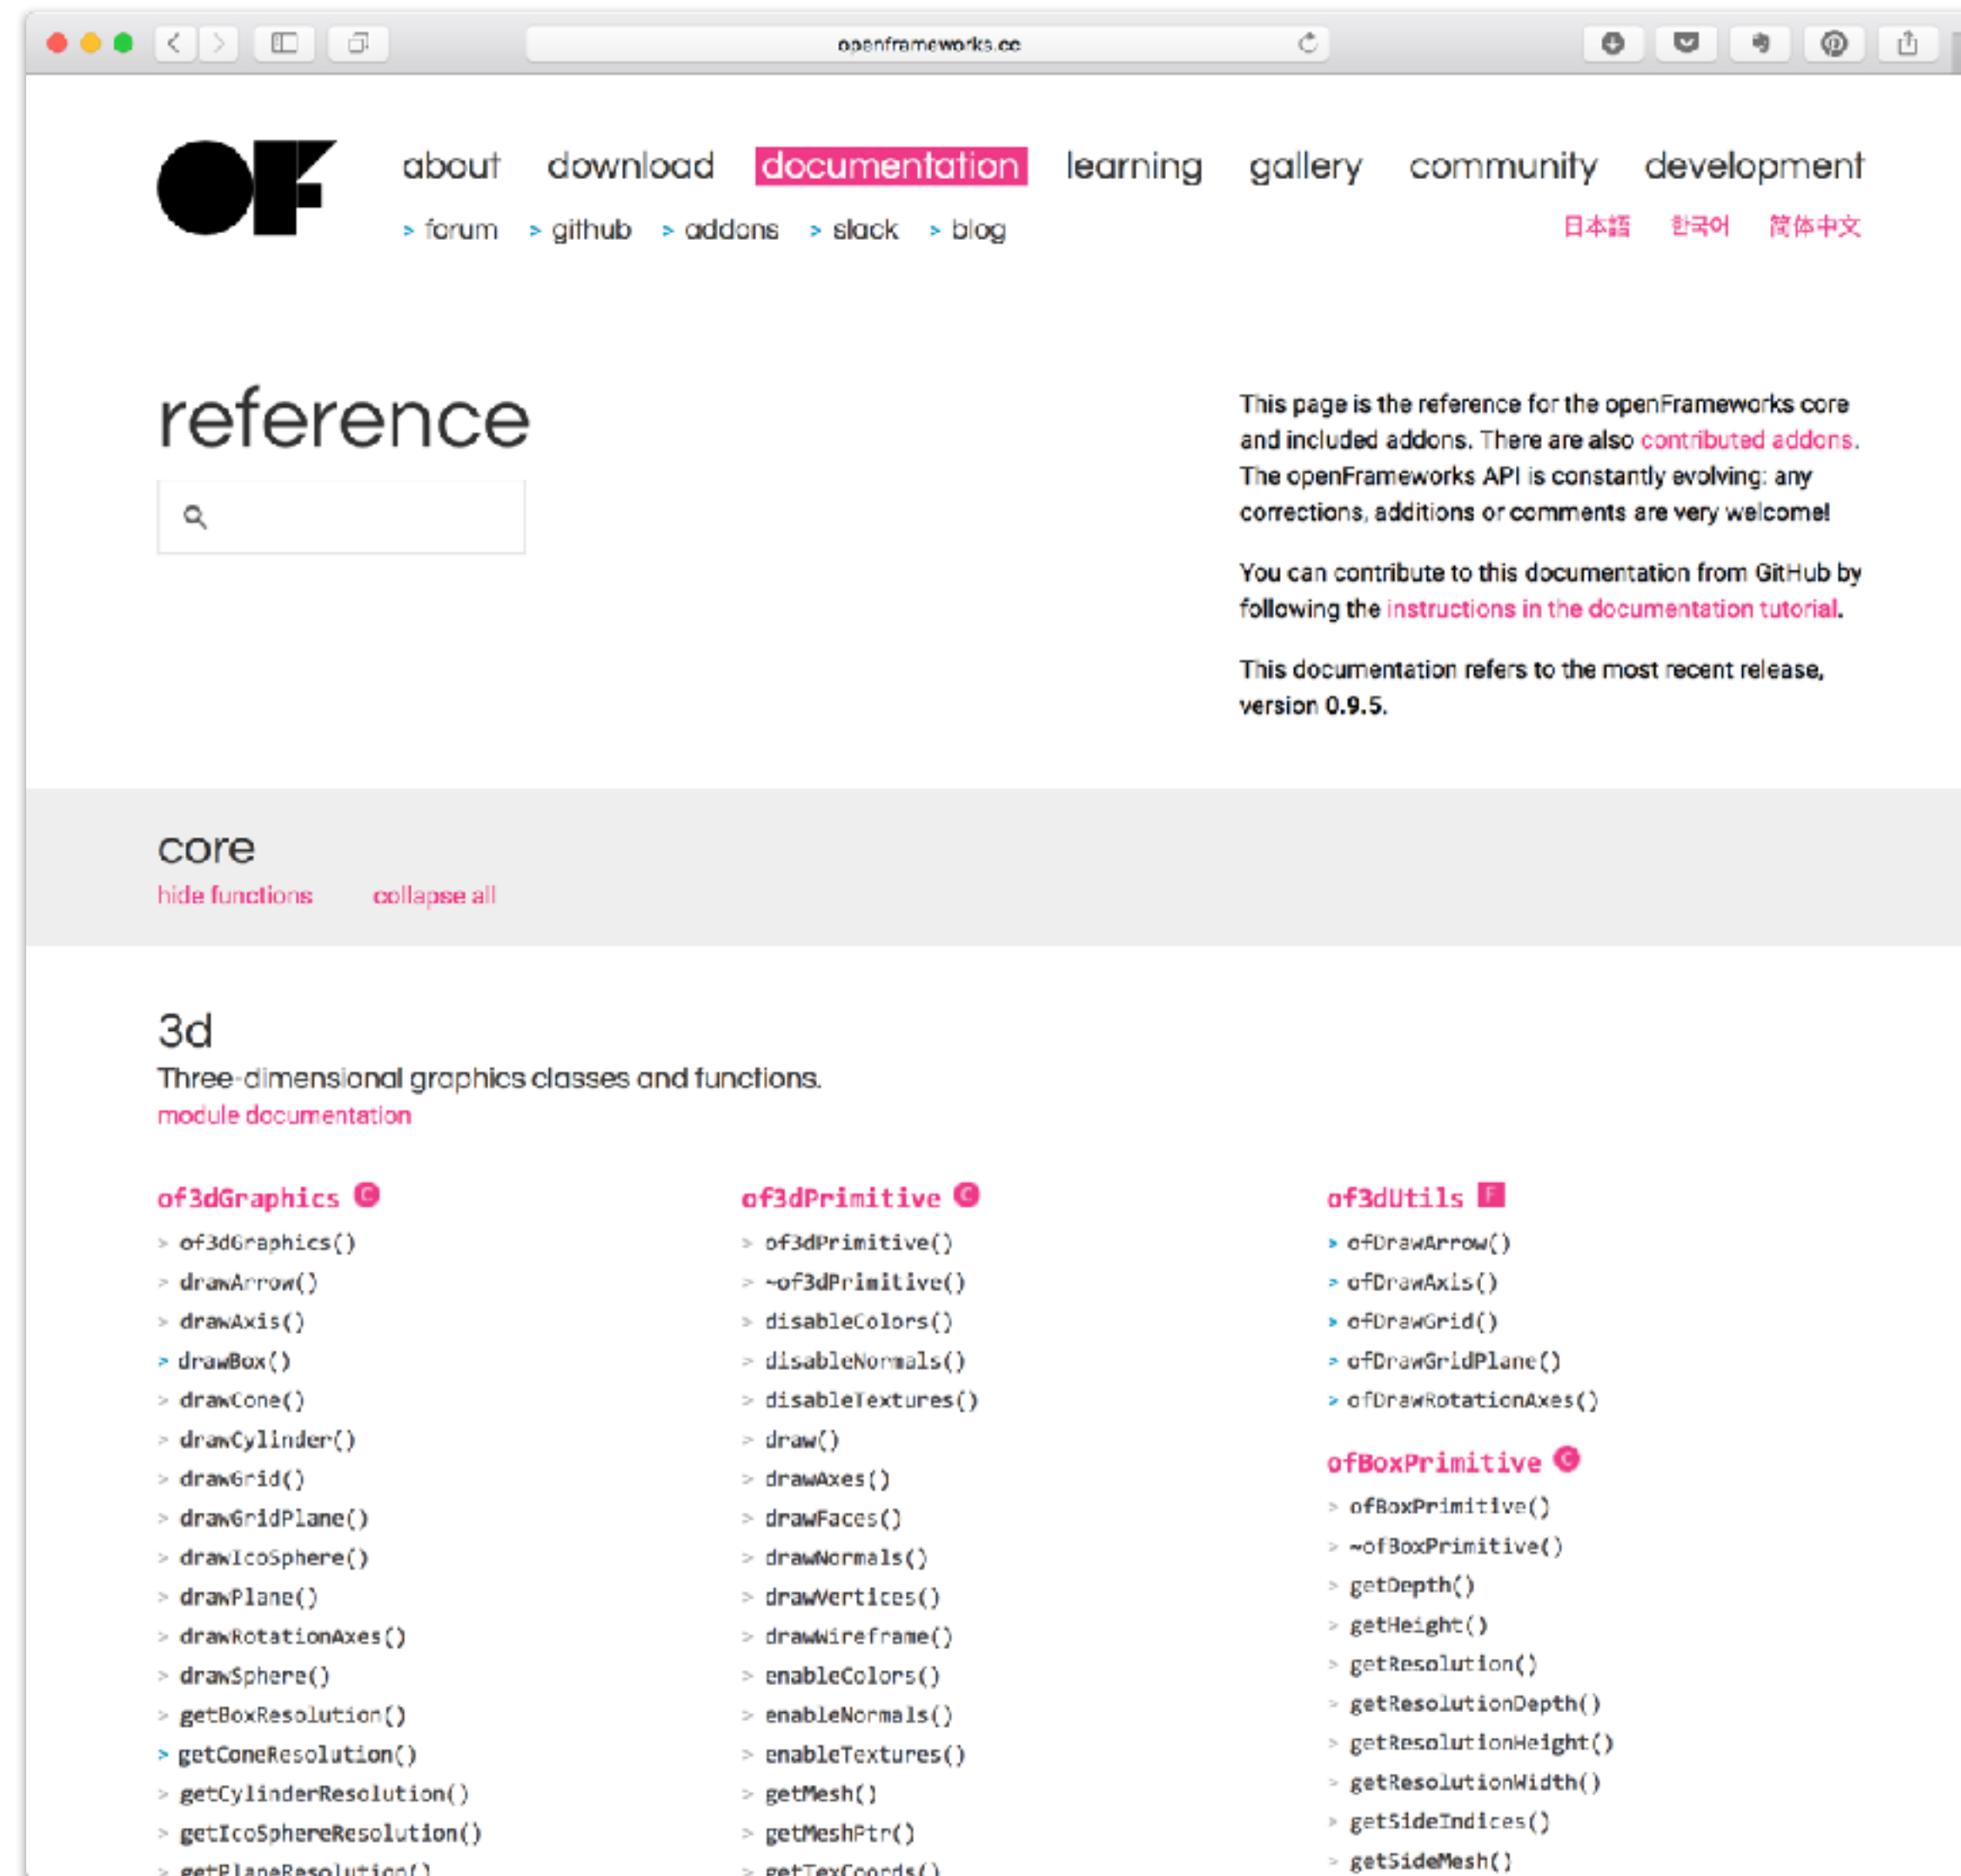 openframeworks.cc
OF
about download documentation learning gallery community development
> forum > github > addons > slack > blog
日本語 한국어 简体中文
reference
This page is the reference for the openFrameworks core
and included addons. There are also contributed addons.
The openFrameworks API is constantly evolving: any
corrections, additions or comments are very welcome!
You can contribute to this documentation from GitHub by
following the instructions in the documentation tutorial.
This documentation refers to the most recent release,
version 0.9.5.
core
hide functions collapse all
3d
Three-dimensional graphics classes and functions.
module documentation
of3dGraphics C
> of3dGraphics()
> drawArrow()
> drawAxis()
> drawBox()
> drawCone()
> drawCylinder()
> drawGrid()
> drawGridPlane()
> drawIcoSphere()
> drawPlane()
> drawRotationAxes()
> drawSphere()
> getBoxResolution()
> getConeResolution()
> getCylinderResolution()
> getIcoSphereResolution()
> getPlaneResolution()
of3dPrimitive C
> of3dPrimitive()
> ~of3dPrimitive()
> disableColors()
> disableNormals()
> disableTextures()
> draw()
> drawAxes()
> drawFaces()
> drawNormals()
> drawVertices()
> drawWireframe()
> enableColors()
> enableNormals()
> enableTextures()
> getMesh()
> getMeshPtr()
> getTexCoords()
of3dUtils F
> ofDrawArrow()
> ofDrawAxis()
> ofDrawGrid()
> ofDrawGridPlane()
> ofDrawRotationAxes()
ofBoxPrimitive C
> ofBoxPrimitive()
> ~ofBoxPrimitive()
> getDepth()
> getHeight()
> getResolution()
> getResolutionDepth()
> getResolutionHeight()
> getResolutionWidth()
> getSideIndices()
> getSideMesh()